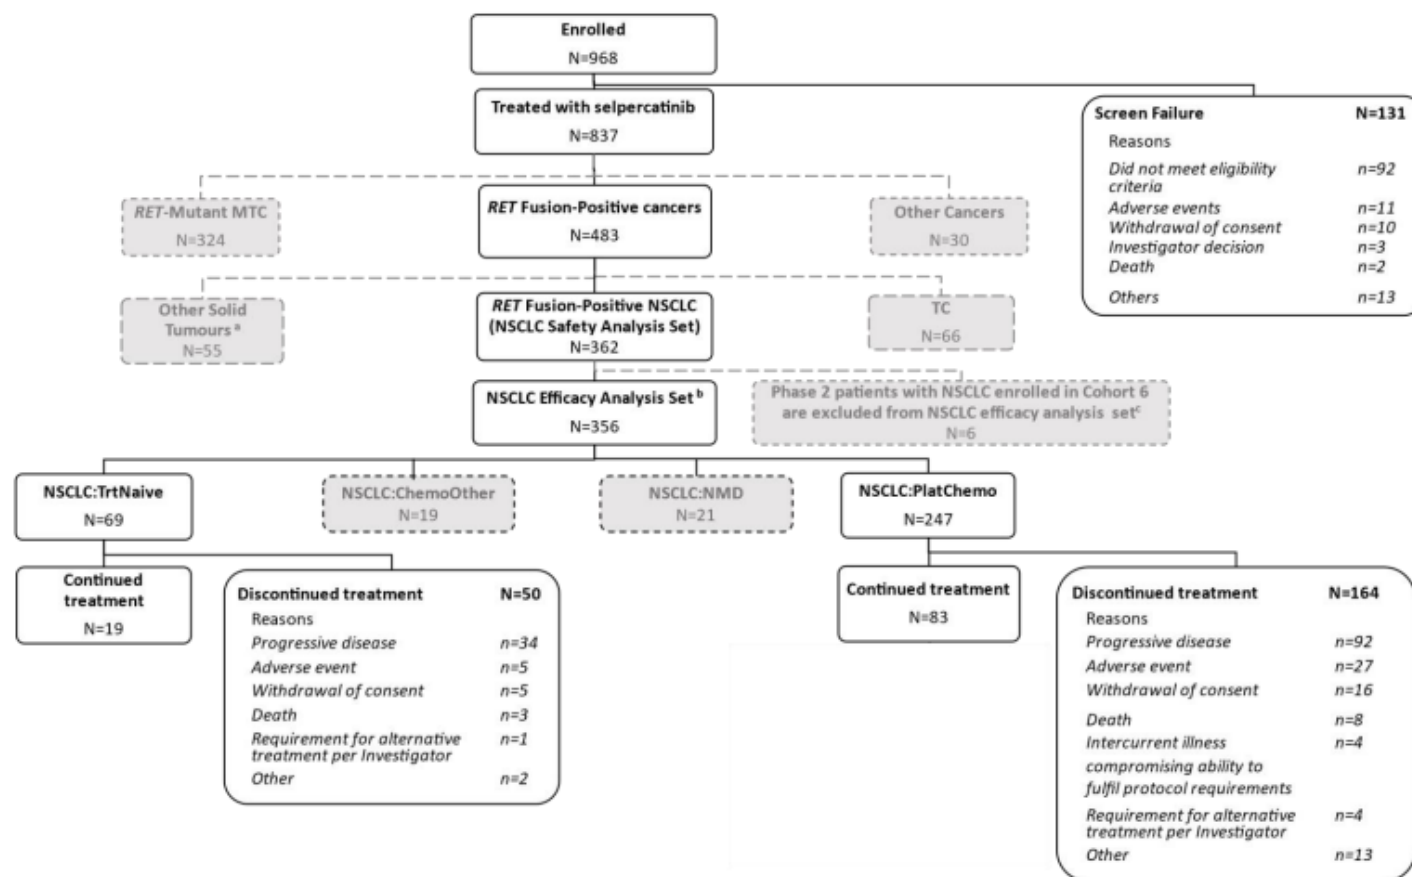 Enrolled
N=968
Treated with selpercatinib
N=837
Screen Failure N=131
Reasons
Did not meet eligibility n=92
criteria
Adverse events n=11
Withdrawal of consent n=10
Investigator decision n=3
Death n=2
Others n=13
RET-Mutant MTC
N=324
RET Fusion-Positive cancers
N=483
Other Cancers
N=30
Other Solid
Tumours a
N=55
RET Fusion-Positive NSCLC
(NSCLC Safety Analysis Set)
N=362
TC
N=66
NSCLC Efficacy Analysis Set b
N=356
Phase 2 patients with NSCLC enrolled in Cohort 6
are excluded from NSCLC efficacy analysis set c
N=6
NSCLC:TrtNaive
N=69
NSCLC:ChemoOther
N=19
NSCLC:NMD
N=21
NSCLC:PlatChemo
N=247
Continued
treatment
N=19
Discontinued treatment N=50
Reasons
Progressive disease n=34
Adverse event n=5
Withdrawal of consent n=5
Death n=3
Requirement for alternative n=1
treatment per Investigator
Other n=2
Continued treatment
N=83
Discontinued treatment N=164
Reasons
Progressive disease n=92
Adverse event n=27
Withdrawal of consent n=16
Death n=8
Intercurrent illness n=4
compromising ability to
fulfil protocol requirements
Requirement for alternative n=4
treatment per Investigator
Other n=13